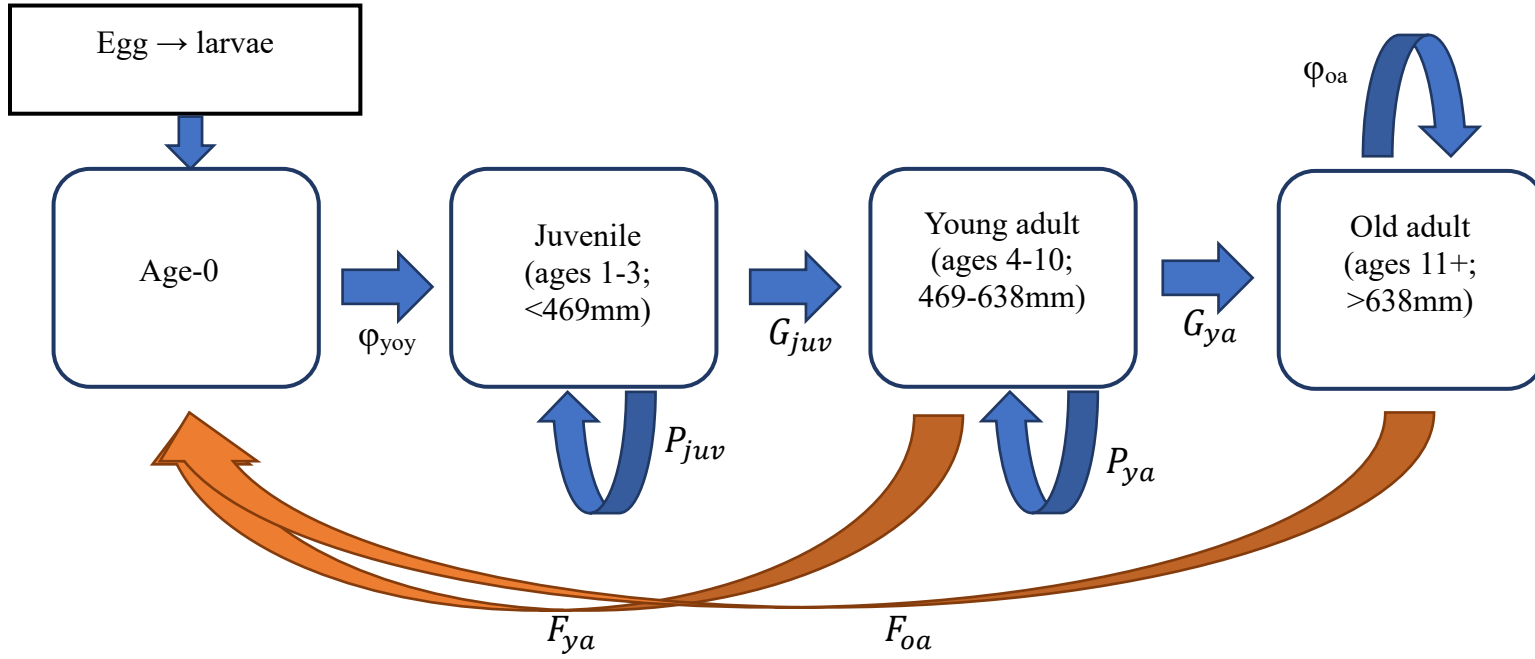 Egg → larvae
φoa
Age-0
Juvenile
(ages 1-3;
<469mm)
Young adult
(ages 4-10;
469-638mm)
Old adult
(ages 11+;
>638mm)
φyoy
Gjuv
Gya
Pjuv
Pya
Fya
Foa